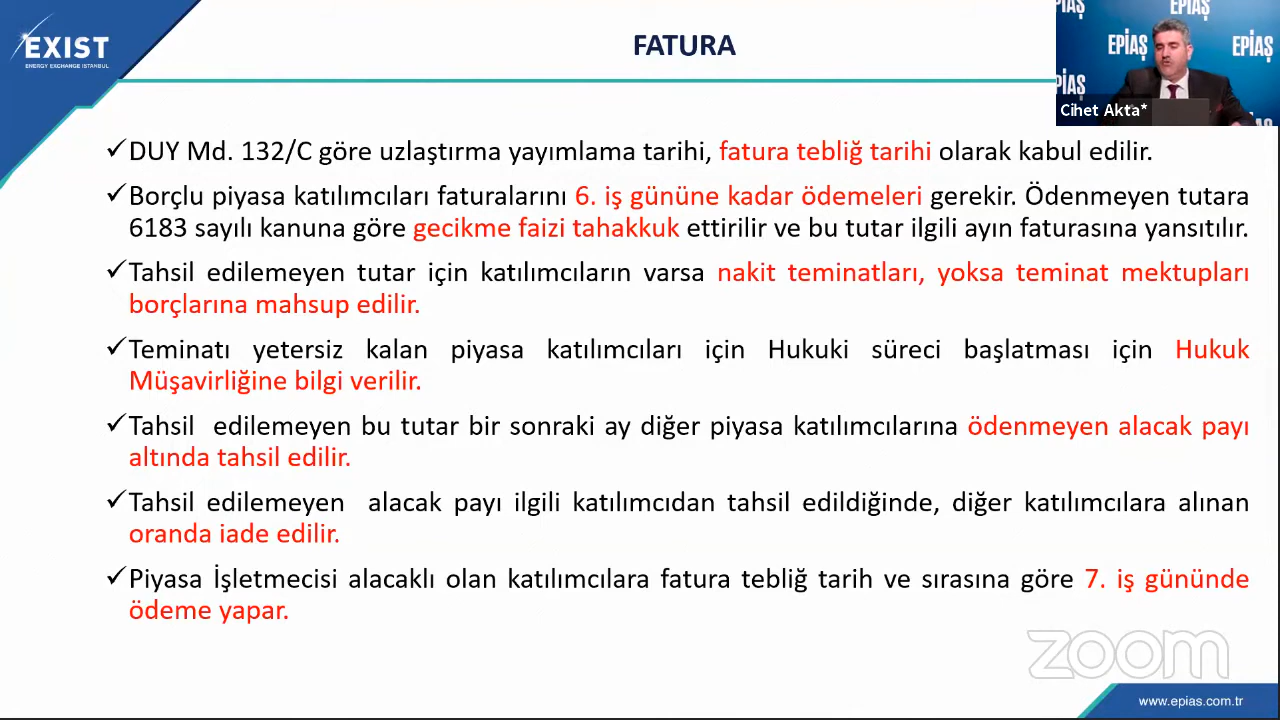 EXIST
ENERGY EXCHANGE ISTANBUL
FATURA
EPİAŞ
EPİAŞ
EPİAŞ
EPİAŞ
EPİAŞ
Cihet Akta*
✓DUY Md. 132/C göre uzlaştırma yayımlama tarihi, fatura tebliğ tarihi olarak kabul edilir.
✓Borçlu piyasa katılımcıları faturalarını 6. iş gününe kadar ödemeleri gerekir. Ödenmeyen tutara
6183 sayılı kanuna göre gecikme faizi tahakkuk ettirilir ve bu tutar ilgili ayın faturasına yansıtılır.
✓Tahsil edilemeyen tutar için katılımcıların varsa nakit teminatları, yoksa teminat mektupları
borçlarına mahsup edilir.
✓Teminatı yetersiz kalan piyasa katılımcıları için Hukuki süreci başlatması için Hukuk
Müşavirliğine bilgi verilir.
✓Tahsil edilemeyen bu tutar bir sonraki ay diğer piyasa katılımcılarına ödenmeyen alacak payı
altında tahsil edilir.
✓Tahsil edilemeyen alacak payı ilgili katılımcıdan tahsil edildiğinde, diğer katılımcılara alınan
oranda iade edilir.
✓Piyasa İşletmecisi alacaklı olan katılımcılara fatura tebliğ tarih ve sırasına göre 7. iş gününde
ödeme yapar.
zoom
www.epias.com.tr